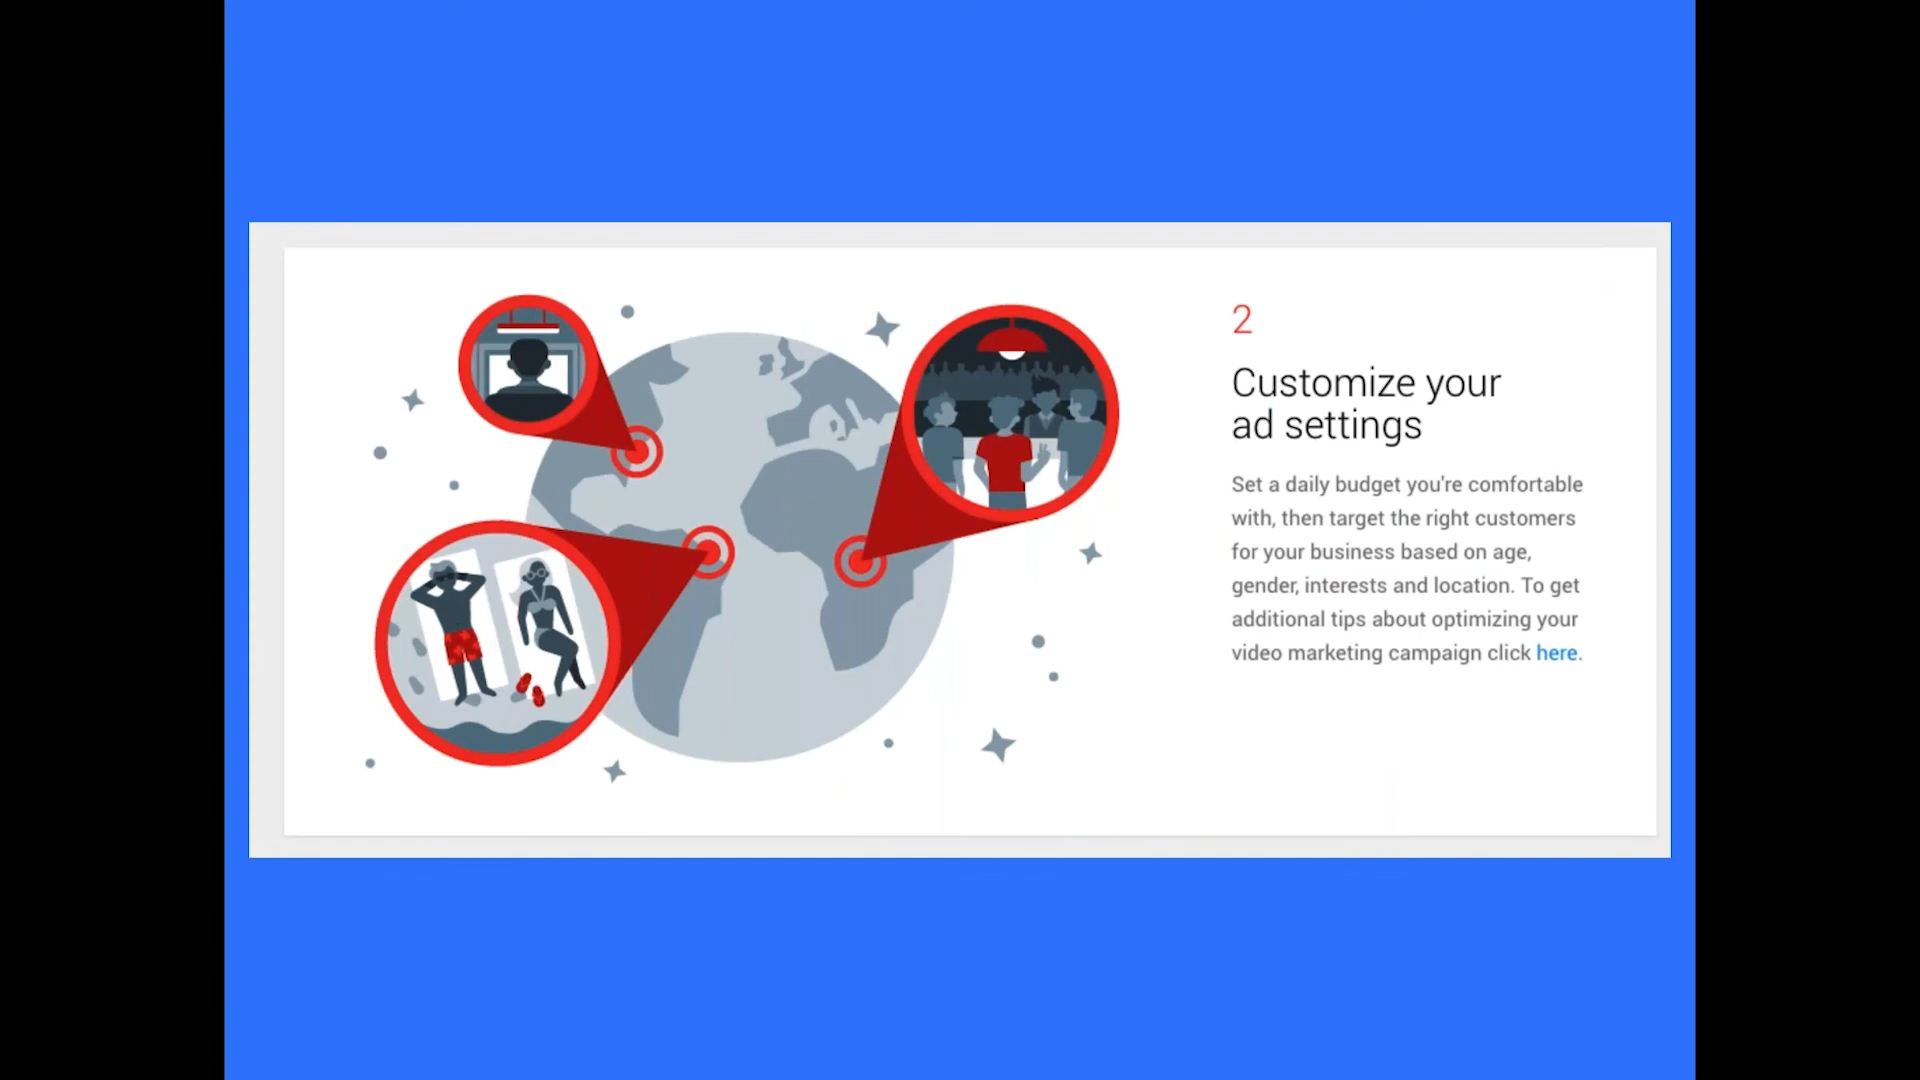 2
Customize your
ad settings
Set a daily budget you're comfortable
with, then target the right customers
for your business based on age,
gender, interests and location. To get
additional tips about optimizing your
video marketing campaign click here.